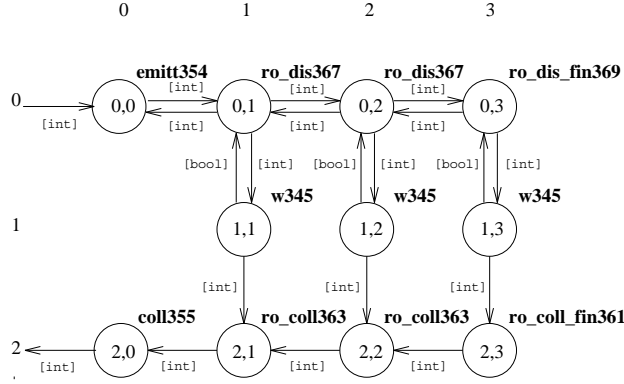 0 1 2 3
emitt354 ro_dis367 ro_dis367 ro_dis_fin369
[int] [int] [int]
0 0,0 0,1 0,2 0,3
[int] [int] [int] [int]
[bool] [int] [bool] [int] [bool] [int]
w345 w345 w345
1 1,1 1,2 1,3
[int] [int] [int]
coll355 ro_coll363 ro_coll363 ro_coll_fin361
2 2,0 2,1 2,2 2,3
[int] [int] [int] [int]